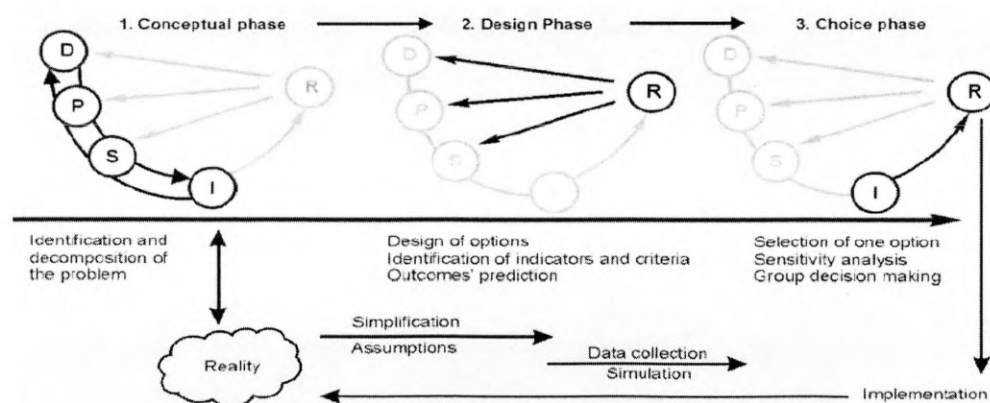 1. Conceptual phase
2. Design Phase
3. Choice phase
D
P
S
I
R
D
P
S
R
D
P
S
I
R
Identification and
decomposition of
the problem
Design of options
Identification of indicators and criteria
Outcomes' prediction
Selection of one option
Sensitivity analysis
Group decision making
Simplification
Assumptions
Data collection
Simulation
Reality
Implementation